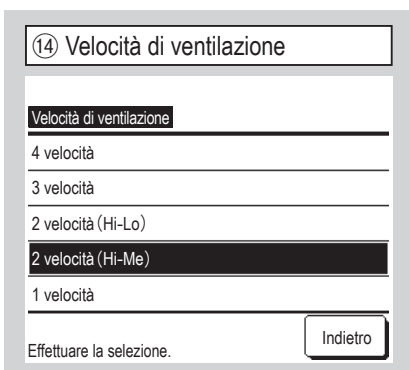 ⑭ Velocità di ventilazione
Velocità di ventilazione
4 velocità
3 velocità
2 velocità (Hi-Lo)
2 velocità (Hi-Me)
1 velocità
Effettuare la selezione.
Indietro